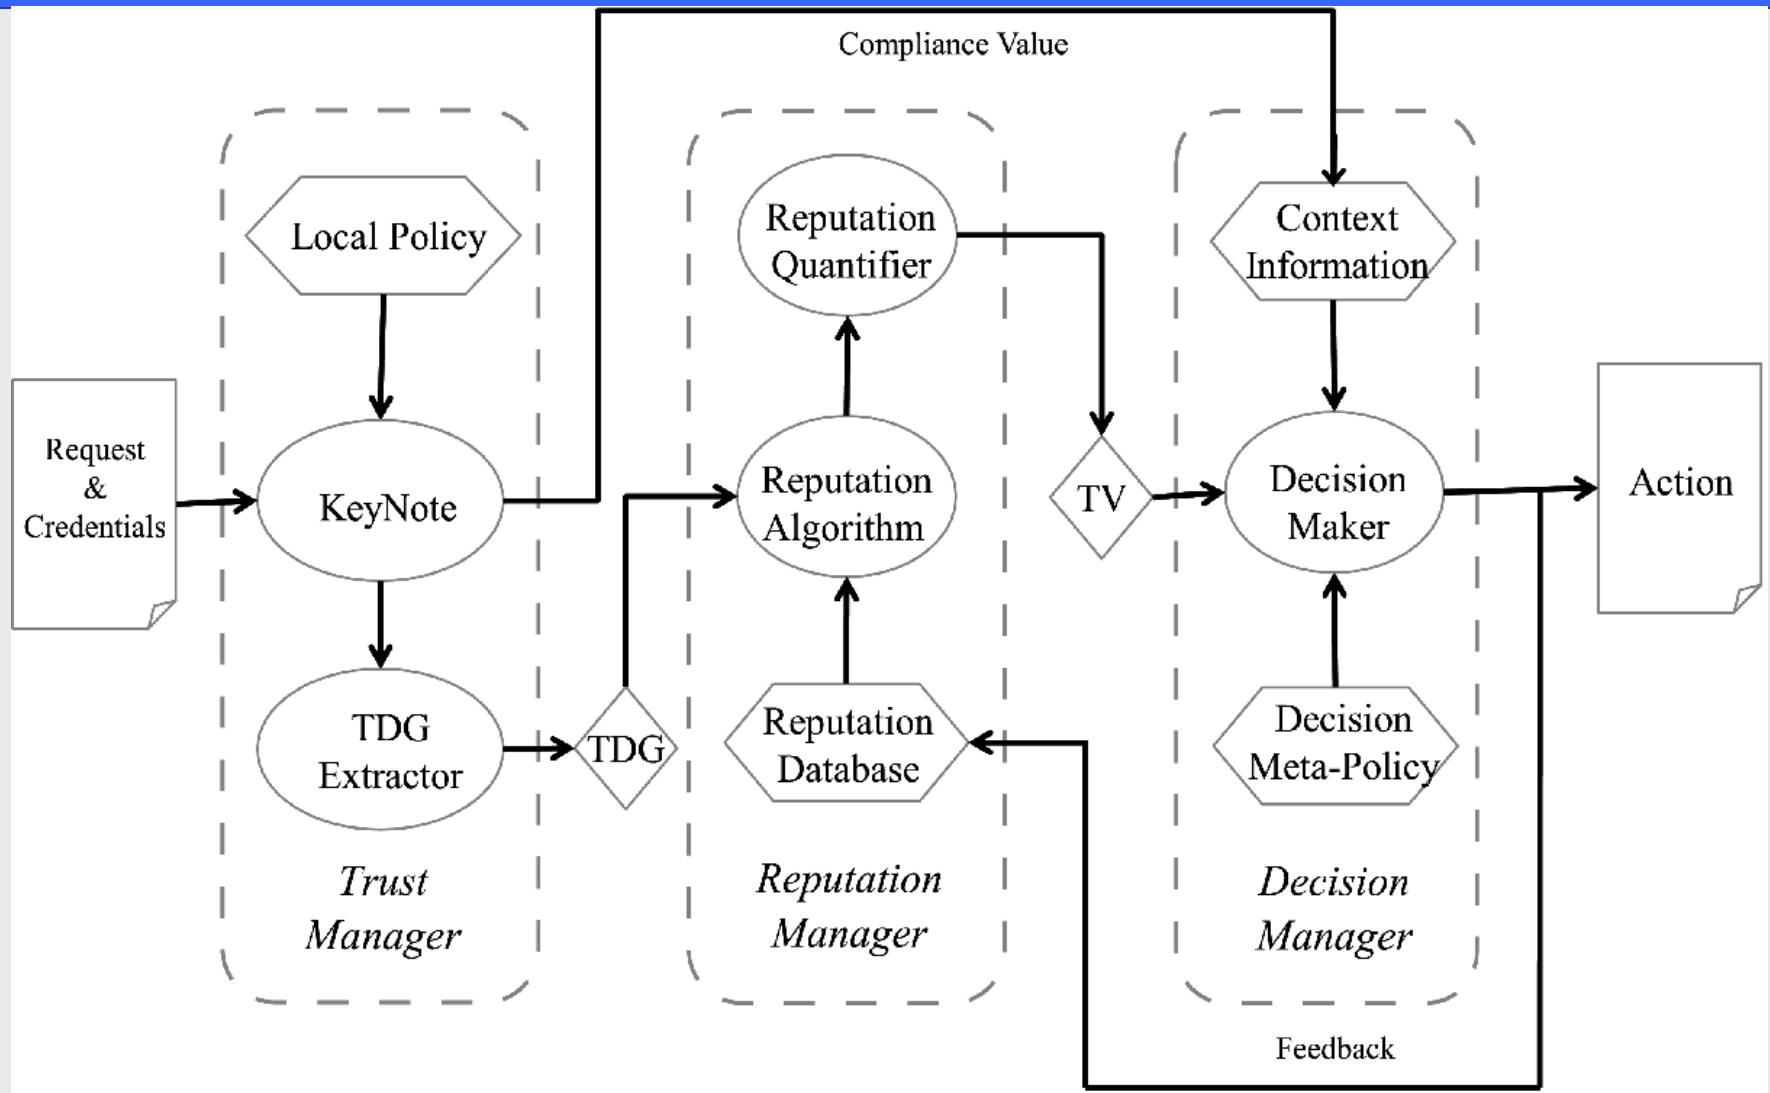 Compliance Value
Local Policy
Request
&
Credentials
KeyNote
TDG
Extractor
TDG
Trust
Manager
Reputation
Quantifier
Reputation
Algorithm
Reputation
Database
Reputation
Manager
TV
Context
Information
Decision
Maker
Decision
Meta-Policy
Decision
Manager
Action
Feedback